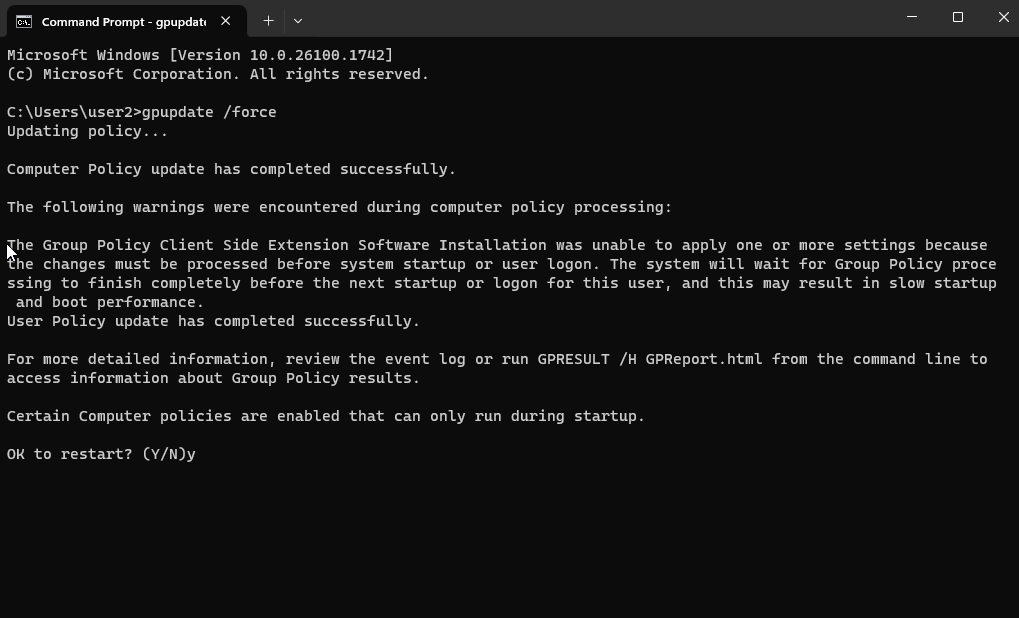 Command Prompt - gpupdate
Microsoft Windows [Version 10.0.26100.1742]
(c) Microsoft Corporation. All rights reserved.
C:\Users\user2>gpupdate /force
Updating policy...
Computer Policy update has completed successfully.
The following warnings were encountered during computer policy processing:
The Group Policy Client Side Extension Software Installation was unable to apply one or more settings because
the changes must be processed before system startup or user logon. The system will wait for Group Policy proce
ssing to finish completely before the next startup or logon for this user, and this may result in slow startup
 and boot performance.
User Policy update has completed successfully.
For more detailed information, review the event log or run GPRESULT /H GPReport.html from the command line to
access information about Group Policy results.
Certain Computer policies are enabled that can only run during startup.
OK to restart? (Y/N)y